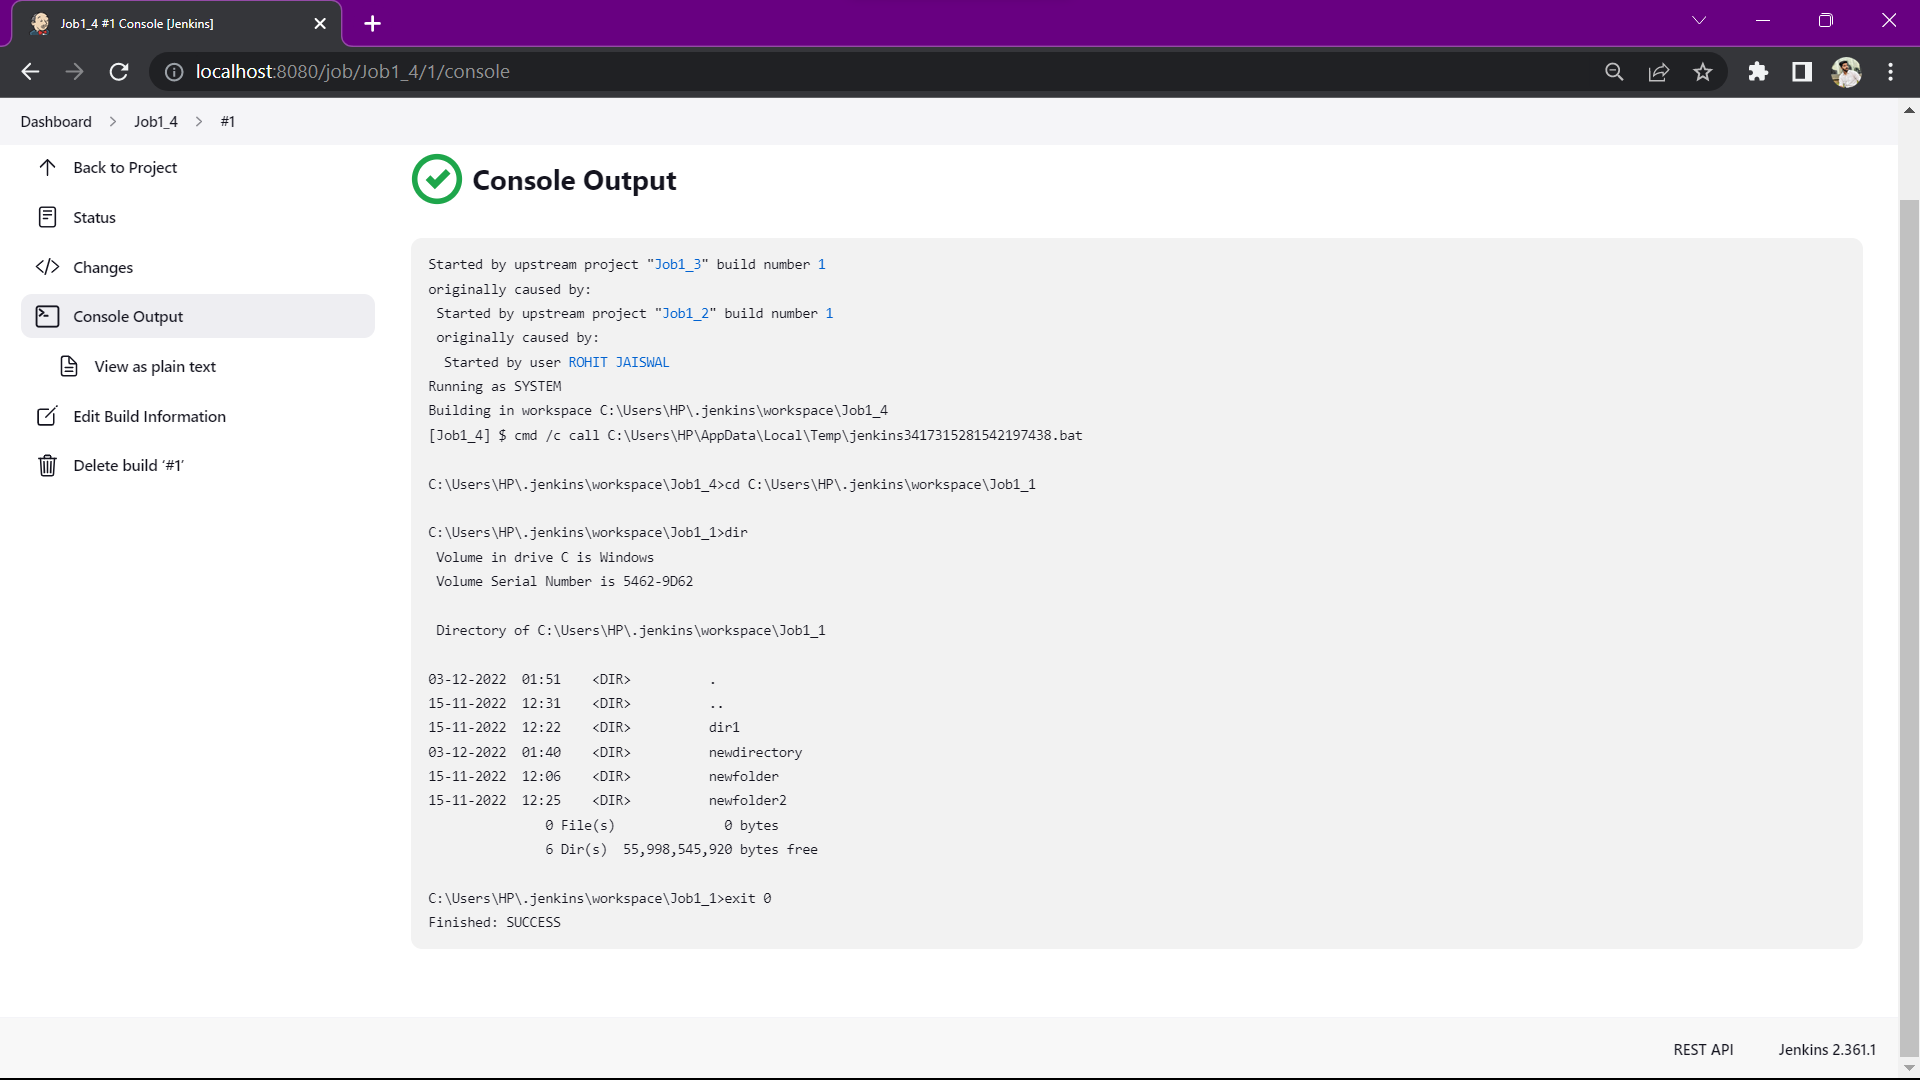 Job1_4 #1 Console [Jenkins]
localhost:8080/job/Job1_4/1/console
Dashboard > Job1_4 > #1
Back to Project
Status
Changes
Console Output
View as plain text
Edit Build Information
Delete build ‘#1’
Console Output
Started by upstream project "Job1_3" build number 1
originally caused by:
 Started by upstream project "Job1_2" build number 1
 originally caused by:
  Started by user ROHIT JAISWAL
Running as SYSTEM
Building in workspace C:\Users\HP\.jenkins\workspace\Job1_4
[Job1_4] $ cmd /c call C:\Users\HP\AppData\Local\Temp\jenkins3417315281542197438.bat
C:\Users\HP\.jenkins\workspace\Job1_4>cd C:\Users\HP\.jenkins\workspace\Job1_1
C:\Users\HP\.jenkins\workspace\Job1_1>dir
 Volume in drive C is Windows
 Volume Serial Number is 5462-9D62
 Directory of C:\Users\HP\.jenkins\workspace\Job1_1
03-12-2022  01:51    <DIR>          .
15-11-2022  12:31    <DIR>          ..
15-11-2022  12:22    <DIR>          dir1
03-12-2022  01:40    <DIR>          newdirectory
15-11-2022  12:06    <DIR>          newfolder
15-11-2022  12:25    <DIR>          newfolder2
               0 File(s)              0 bytes
               6 Dir(s)  55,998,545,920 bytes free
C:\Users\HP\.jenkins\workspace\Job1_1>exit 0
Finished: SUCCESS
REST API
Jenkins 2.361.1